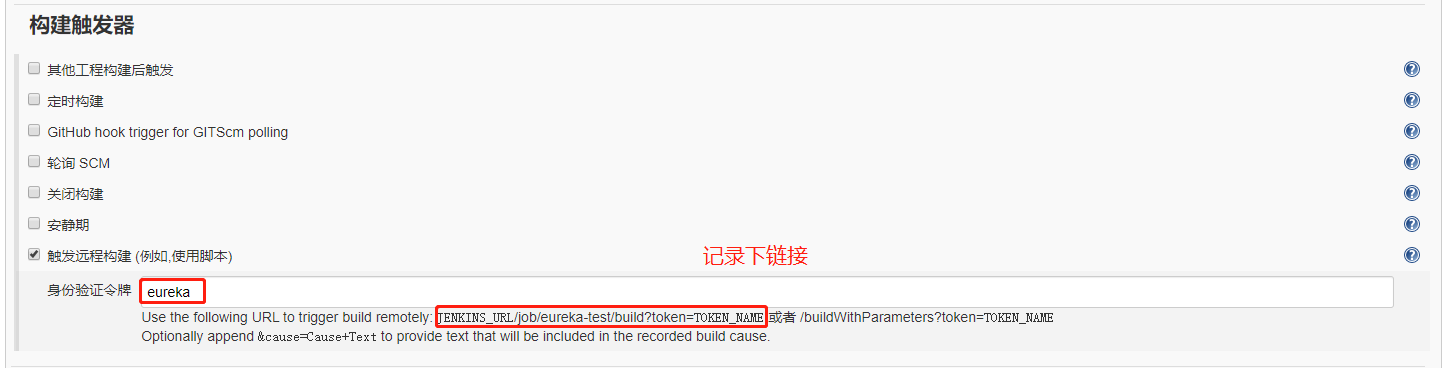 构建触发器
其他工程构建后触发
定时构建
GitHub hook trigger for GITScm polling
轮询 SCM
关闭构建
安静期
触发远程构建 (例如,使用脚本)
记录下链接
身份验证令牌 eureka
Use the following URL to trigger build remotely: JENKINS_URL/job/eureka-test/build?token=TOKEN_NAME 或者 /buildWithParameters?token=TOKEN_NAME
Optionally append &cause=Cause+Text to provide text that will be included in the recorded build cause.